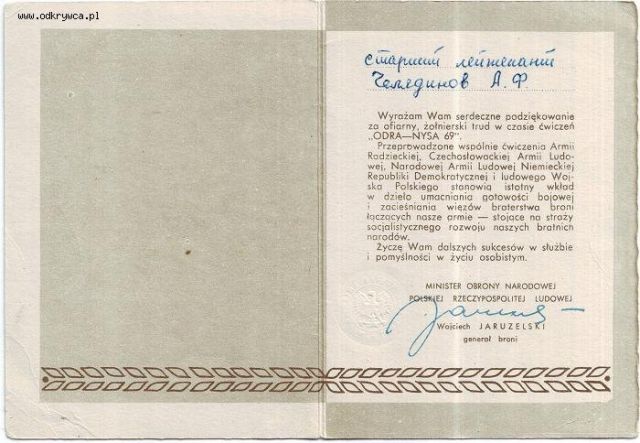 www.odkrywca.pl
старший лейтенант
Челядинов А.Ф
Wyrażam Wam serdeczne podziękowanie
za ofiarny, żołnierski trud w czasie ćwiczeń
„ODRA—NYSA 69".
Przeprowadzone wspólnie ćwiczenia Armii
Radzieckiej, Czechosłowackiej Armii Ludo-
wej, Narodowej Armii Ludowej Niemieckiej
Republiki Demokratycznej i ludowego Woj-
ska Polskiego stanowią istotny wkład
w dzieło umacniania gotowości bojowej
i zacieśniania więzów braterstwa broni
łączących nasze armie — stojące na straży
socjalistycznego rozwoju naszych bratnich
narodów.
Życzę Wam dalszych sukcesów w służbie
i pomyślności w życiu osobistym.
MINISTER OBRONY NARODOWEJ
POLSKIEJ RZECZYPOSPOLITEJ LUDOWEJ
Wojciech JARUZELSKI
generał broni